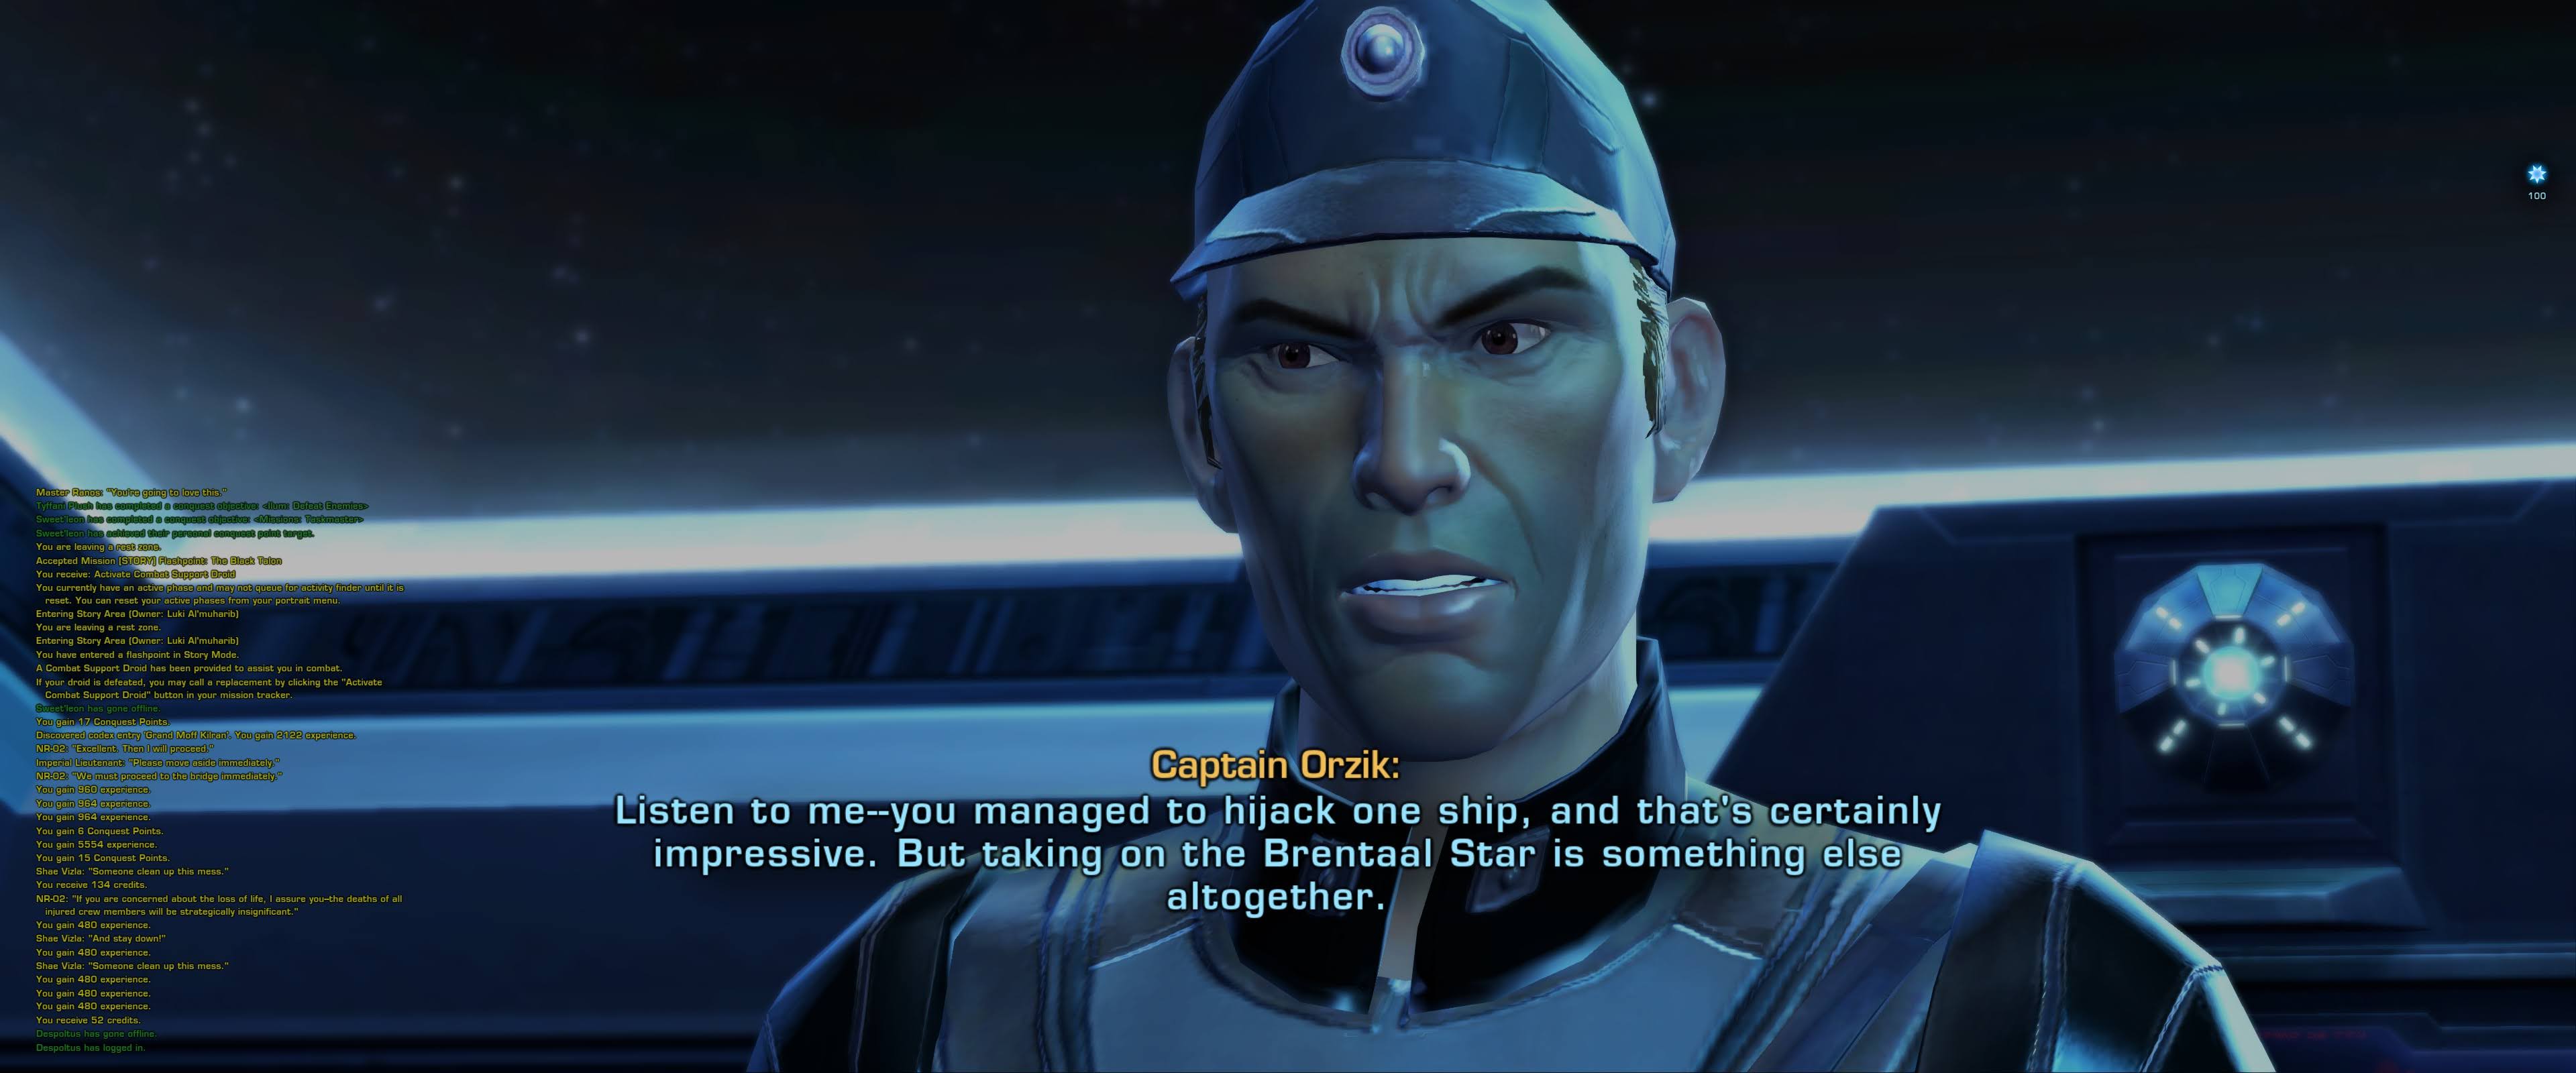 100
Master Ranos: "You're going to love this."
Tyffani Plush has completed a conquest objective: <Ilum: Defeat Enemies>
Sweet'leon has completed a conquest objective: <Missions: Taskmaster>
Sweet'leon has achieved their personal conquest point target.
You are leaving a rest zone.
Accepted Mission [STORY] Flashpoint: The Black Talon
You receive: Activate Combat Support Droid
You currently have an active phase and may not queue for activity finder until it is
reset. You can reset your active phases from your portrait menu.
Entering Story Area (Owner: Luki Al'muharib)
You are leaving a rest zone.
Entering Story Area (Owner: Luki Al'muharib)
You have entered a flashpoint in Story Mode.
A Combat Support Droid has been provided to assist you in combat.
If your droid is defeated, you may call a replacement by clicking the "Activate
Combat Support Droid" button in your mission tracker.
Sweet'leon has gone offline.
You gain 17 Conquest Points.
Discovered codex entry 'Grand Moff Kilran'. You gain 2122 experience.
NR-02: "Excellent. Then I will proceed."
Imperial Lieutenant: "Please move aside immediately."
NR-02: "We must proceed to the bridge immediately."
You gain 960 experience.
You gain 964 experience.
You gain 964 experience.
You gain 6 Conquest Points.
You gain 5554 experience.
You gain 15 Conquest Points.
Shae Vizla: "Someone clean up this mess."
You receive 134 credits.
NR-02: "If you are concerned about the loss of life, I assure you—the deaths of all
injured crew members will be strategically insignificant."
You gain 480 experience.
Shae Vizla: "And stay down!"
You gain 480 experience.
Shae Vizla: "Someone clean up this mess."
You gain 480 experience.
You gain 480 experience.
You gain 480 experience.
You receive 52 credits.
Despoltus has gone offline.
Despoltus has logged in.
Captain Orzik:
Listen to me--you managed to hijack one ship, and that's certainly
impressive. But taking on the Brentaal Star is something else
altogether.